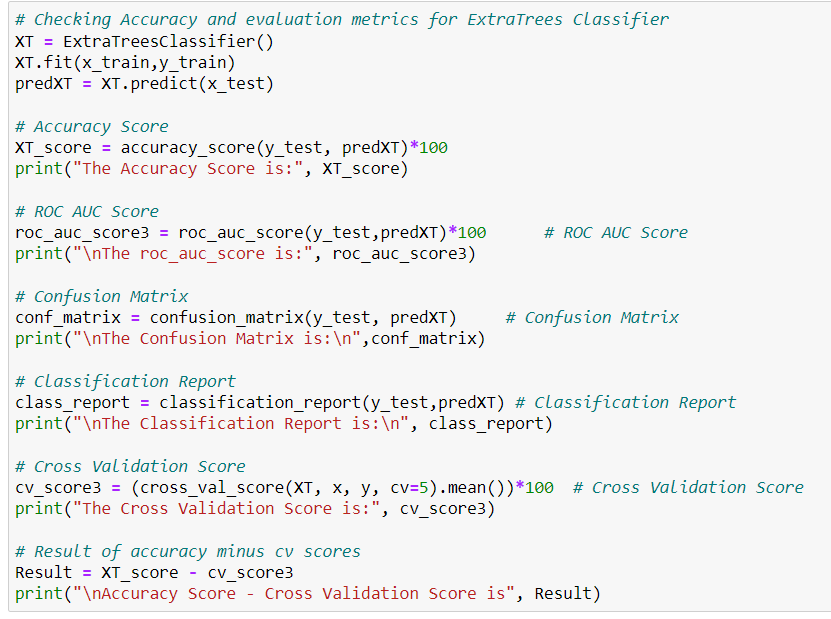 # Checking Accuracy and evaluation metrics for ExtraTrees Classifier
XT = ExtraTreesClassifier()
XT.fit(x_train,y_train)
predXT = XT.predict(x_test)
# Accuracy Score
XT_score = accuracy_score(y_test, predXT)*100
print("The Accuracy Score is:", XT_score)
# ROC AUC Score
roc_auc_score3 = roc_auc_score(y_test,predXT)*100      # ROC AUC Score
print("\nThe roc_auc_score is:", roc_auc_score3)
# Confusion Matrix
conf_matrix = confusion_matrix(y_test, predXT)     # Confusion Matrix
print("\nThe Confusion Matrix is:\n",conf_matrix)
# Classification Report
class_report = classification_report(y_test,predXT) # Classification Report
print("\nThe Classification Report is:\n", class_report)
# Cross Validation Score
cv_score3 = (cross_val_score(XT, x, y, cv=5).mean())*100  # Cross Validation Score
print("The Cross Validation Score is:", cv_score3)
# Result of accuracy minus cv scores
Result = XT_score - cv_score3
print("\nAccuracy Score - Cross Validation Score is", Result)